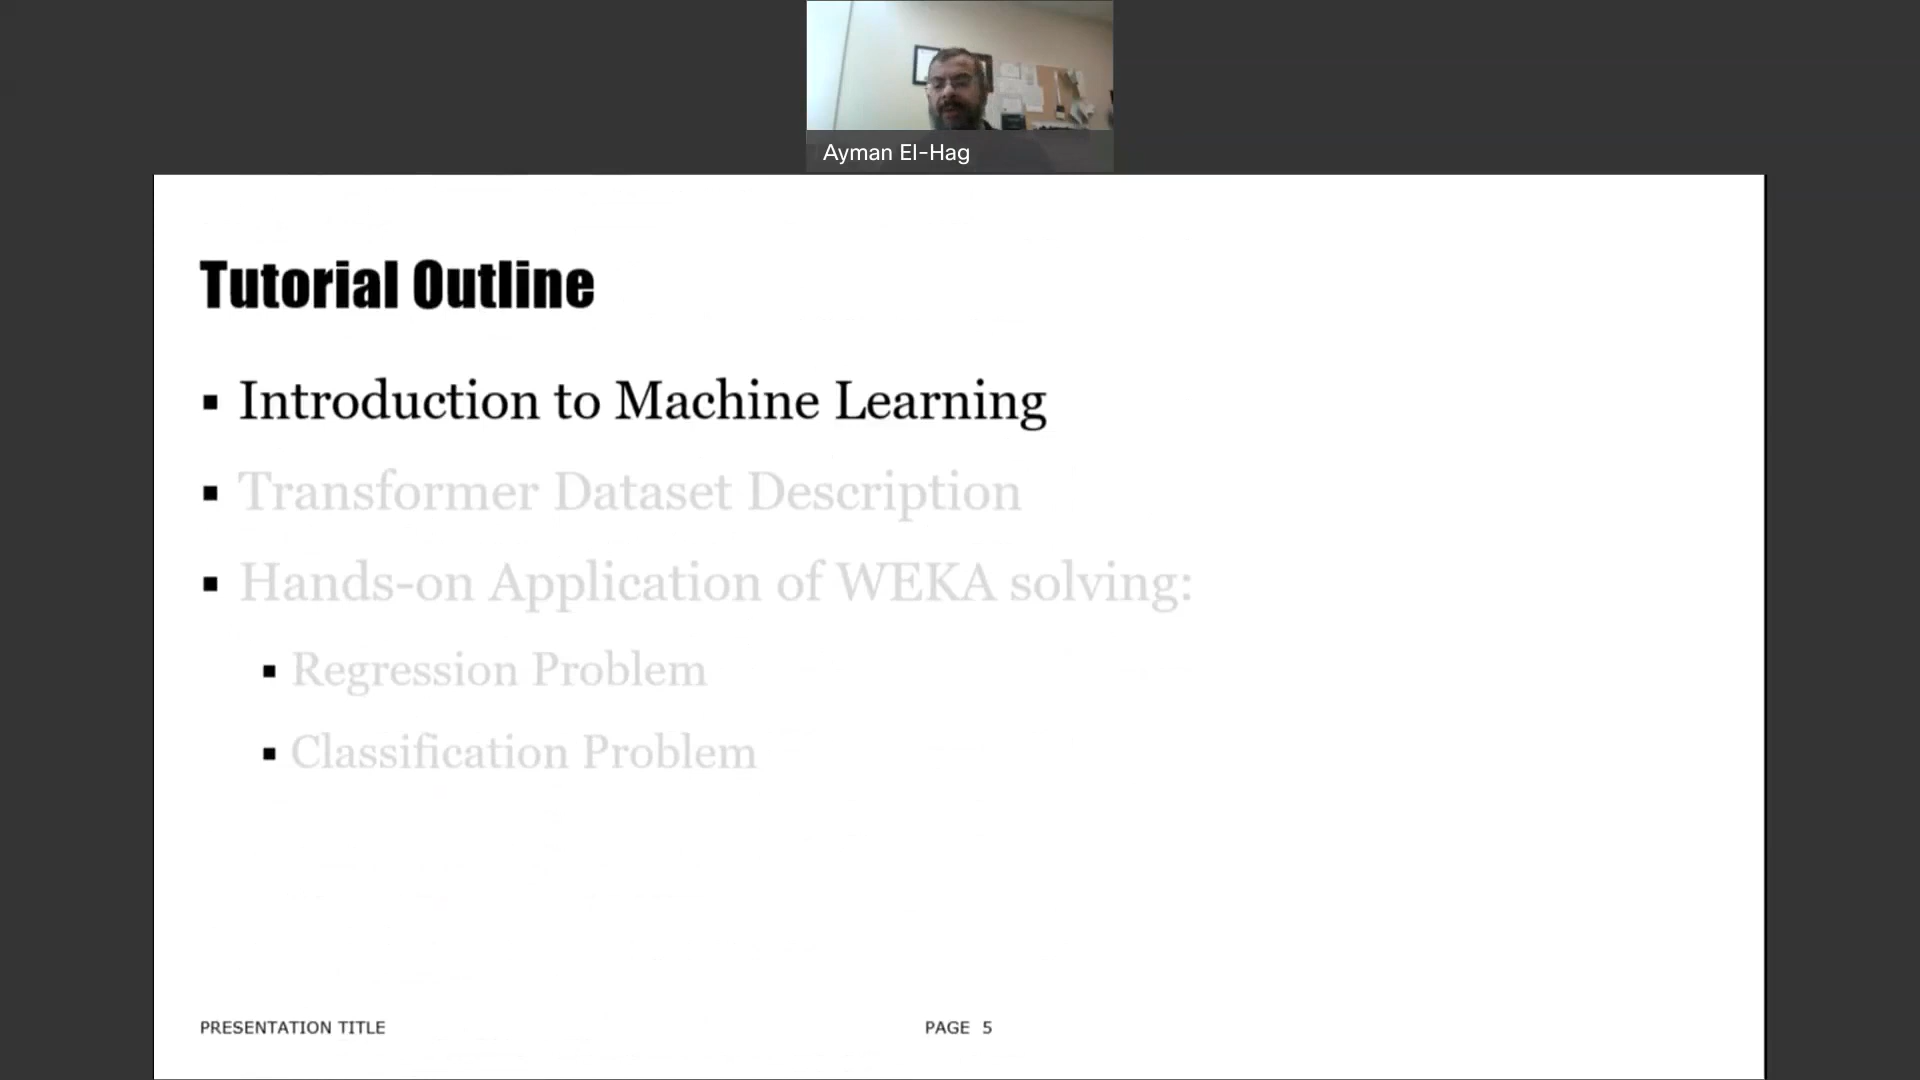 Ayman El-Hag
Tutorial Outline
▪ Introduction to Machine Learning
▪ Transformer Dataset Description
▪ Hands-on Application of WEKA solving:
▪ Regression Problem
▪ Classification Problem
PRESENTATION TITLE
PAGE 5